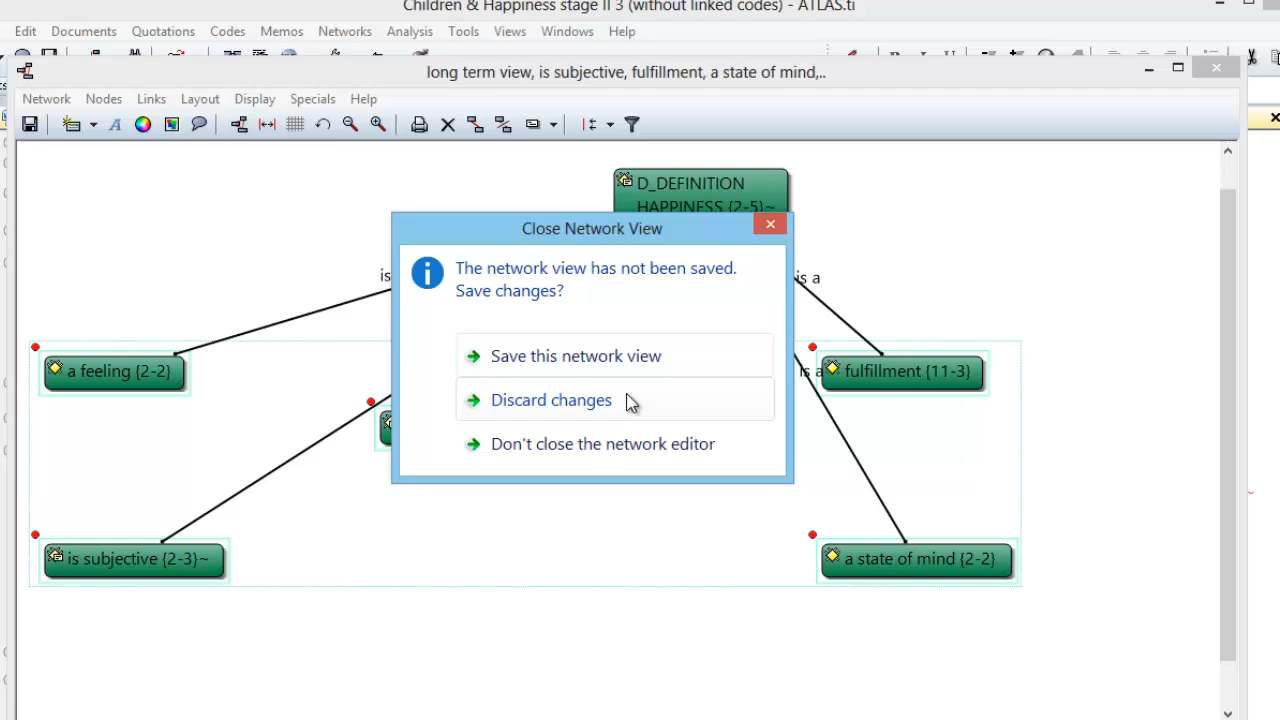 Children & Happiness stage II 3 (without linked codes) - ATLAS.ti
Edit Documents Quotations Codes Memos Networks Analysis Tools Views Windows Help
long term view, is subjective, fulfillment, a state of mind,..
Network Nodes Links Layout Display Specials Help
D_DEFINITION
HAPPINESS {2-5}~
Close Network View
The network view has not been saved.
Save changes?
is
is a
Save this network view
a feeling {2-2}
is a
fulfillment {11-3}
Discard changes
Don't close the network editor
is subjective {2-3}~
a state of mind {2-2}